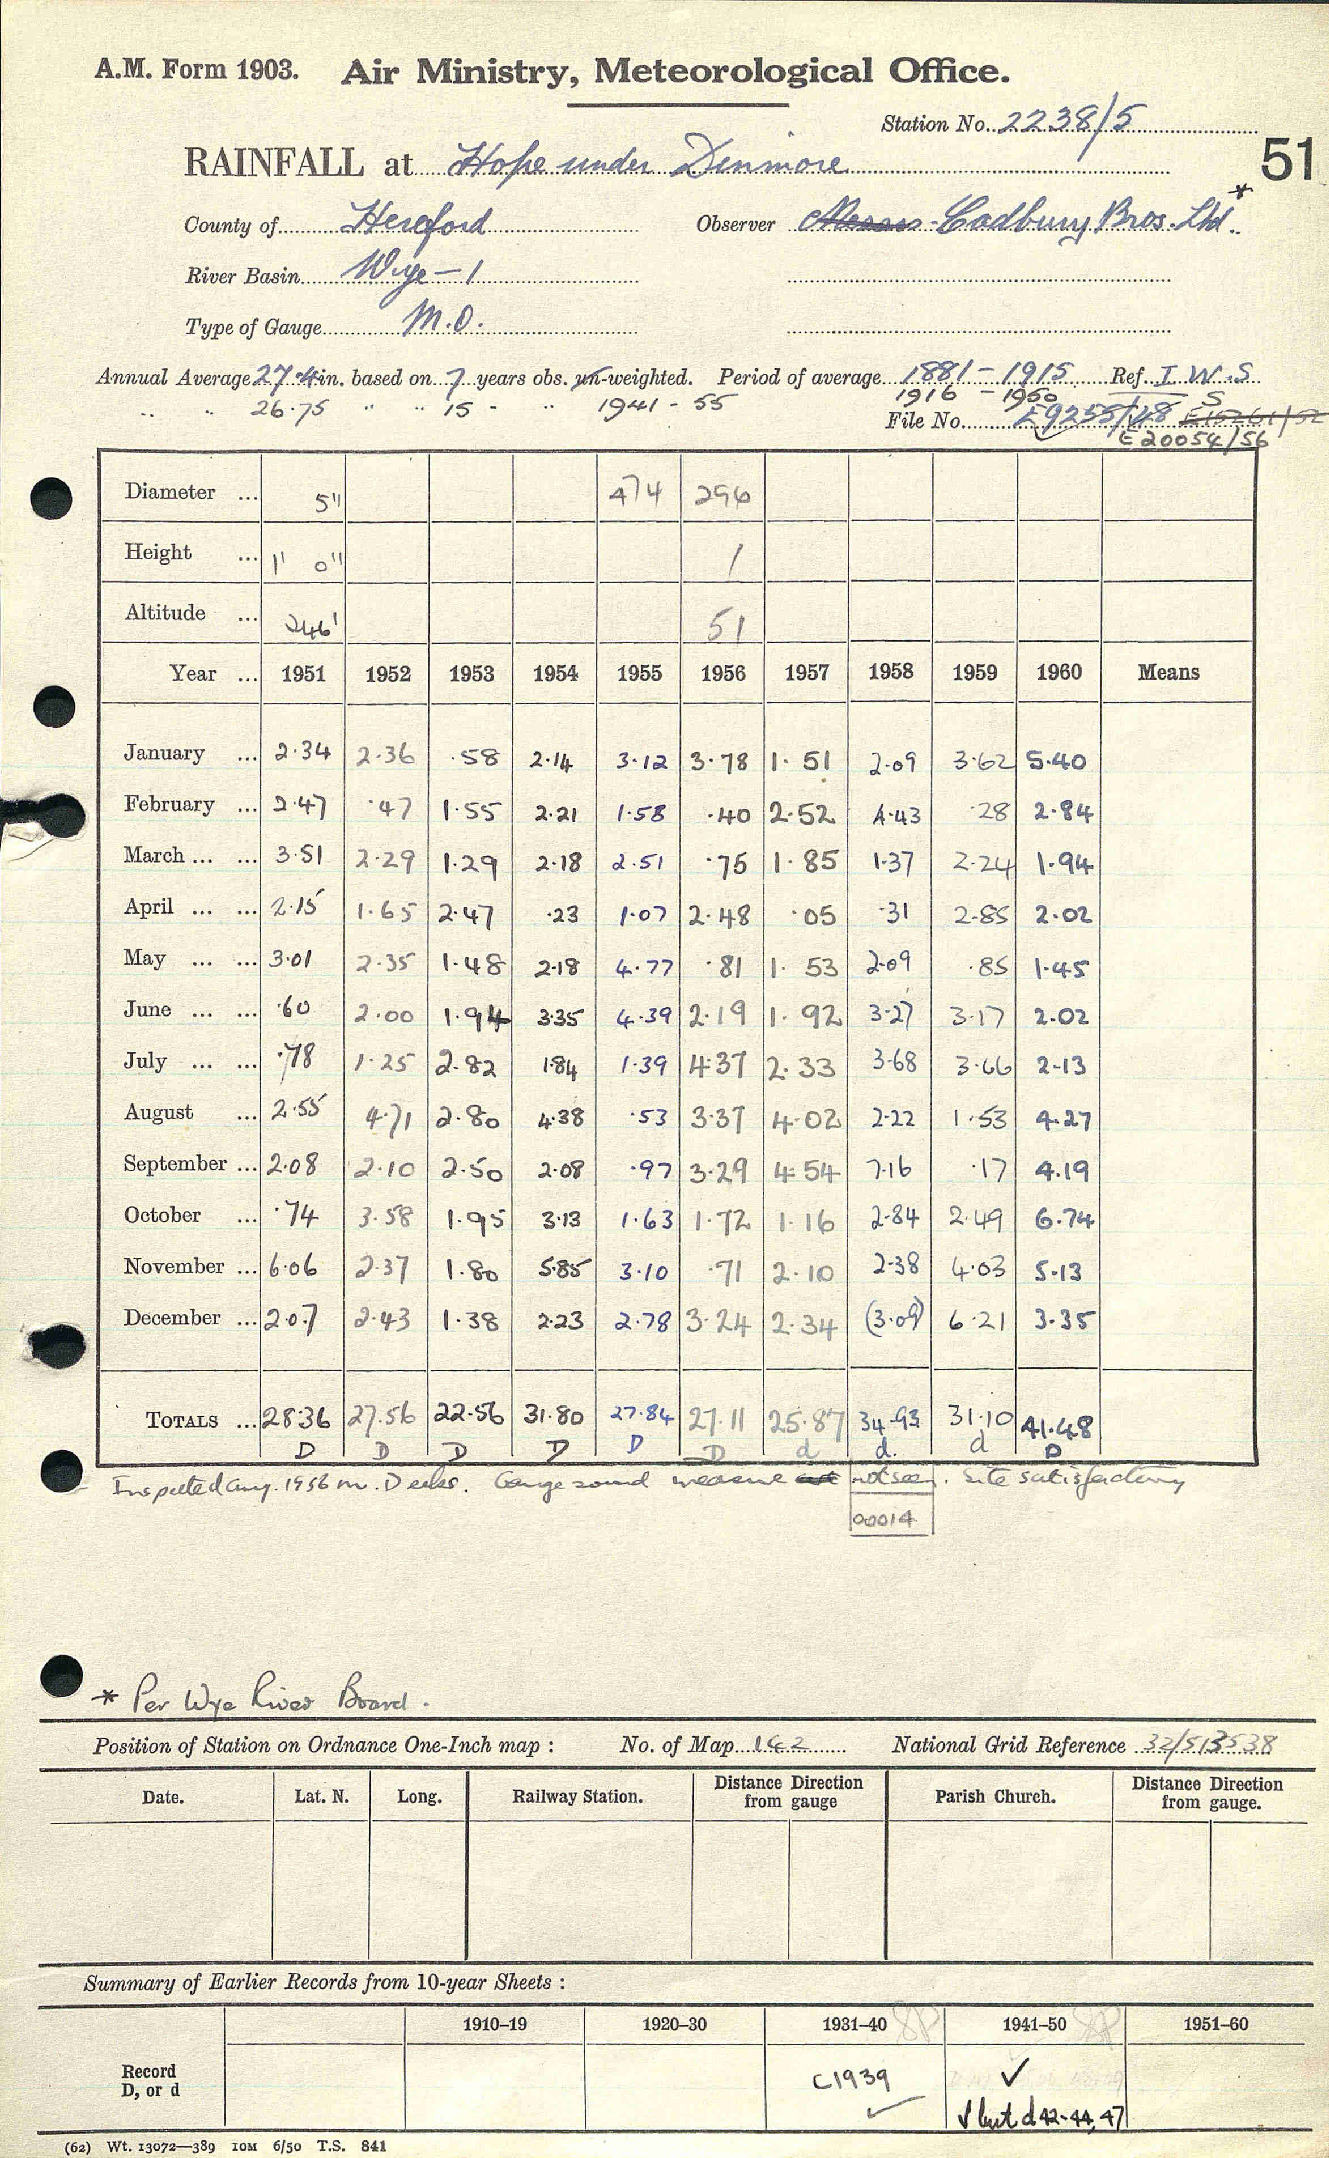 A.M. Form 1903. Air Ministry, Meteorological Office.
Station No. 2238/5
RAINFALL at Hope under Dinmore
51
County of Hereford Observer Messrs. Cadbury Bros. Ltd. *
River Basin Wye - 1
Type of Gauge M.O.
Annual Average 27.4 in. based on 7 years obs. un-weighted. Period of average 1881 - 1915 Ref. I W.S
.. " 26.75 " " 15 - " 1941 - 55 1916 - 1950 S
File No. E9255/48 E15261/52
E20054/56
Diameter ... 5" 474 296
Height ... 1' 0" 1
Altitude ... 246' 51
Year ... 1951 1952 1953 1954 1955 1956 1957 1958 1959 1960 Means
January ... 2.34 2.36 .58 2.14 3.12 3.78 1.51 2.09 3.62 5.40
February ... 2.47 .47 1.55 2.21 1.58 .40 2.52 4.43 .28 2.84
March ... ... 3.51 2.29 1.29 2.18 2.51 .75 1.85 1.37 2.24 1.94
April ... ... 2.15 1.65 2.47 .23 1.07 2.48 .05 .31 2.85 2.02
May ... ... 3.01 2.35 1.48 2.18 4.77 .81 1.53 2.09 .85 1.45
June ... ... .60 2.00 1.94 3.35 4.39 2.19 1.92 3.27 3.17 2.02
July ... ... .78 1.25 2.82 1.84 1.39 4.37 2.33 3.68 3.66 2.13
August ... 2.55 4.71 2.80 4.38 .53 3.37 4.02 2.22 1.53 4.27
September ... 2.08 2.10 2.50 2.08 .97 3.29 4.54 7.16 .17 4.19
October ... .74 3.58 1.95 3.13 1.63 1.72 1.16 2.84 2.49 6.74
November ... 6.06 2.37 1.80 5.85 3.10 .71 2.10 2.38 4.03 5.13
December ... 2.07 2.43 1.38 2.23 2.78 3.24 2.34 (3.09) 6.21 3.35
TOTALS ... 28.36 27.56 22.56 31.80 27.84 27.11 25.87 34.93 31.10 41.48
D D D D D D d d. d D
Inspected Aug. 1956 m. Gauge sound measure not seen. Site satisfactory
00014
* Per Wye River Board.
Position of Station on Ordnance One-Inch map : No. of Map 142 National Grid Reference 32/513538
Date. Lat. N. Long. Railway Station. Distance Direction from gauge Parish Church. Distance Direction from gauge.
Summary of Earlier Records from 10-year Sheets :
1910–19 1920–30 1931–40 1941–50 1951–60
Record D, or d C1939 ✓ ✓
✓ but d 42-44, 47
(62) Wt. 13072—389 10M 6/50 T.S. 841